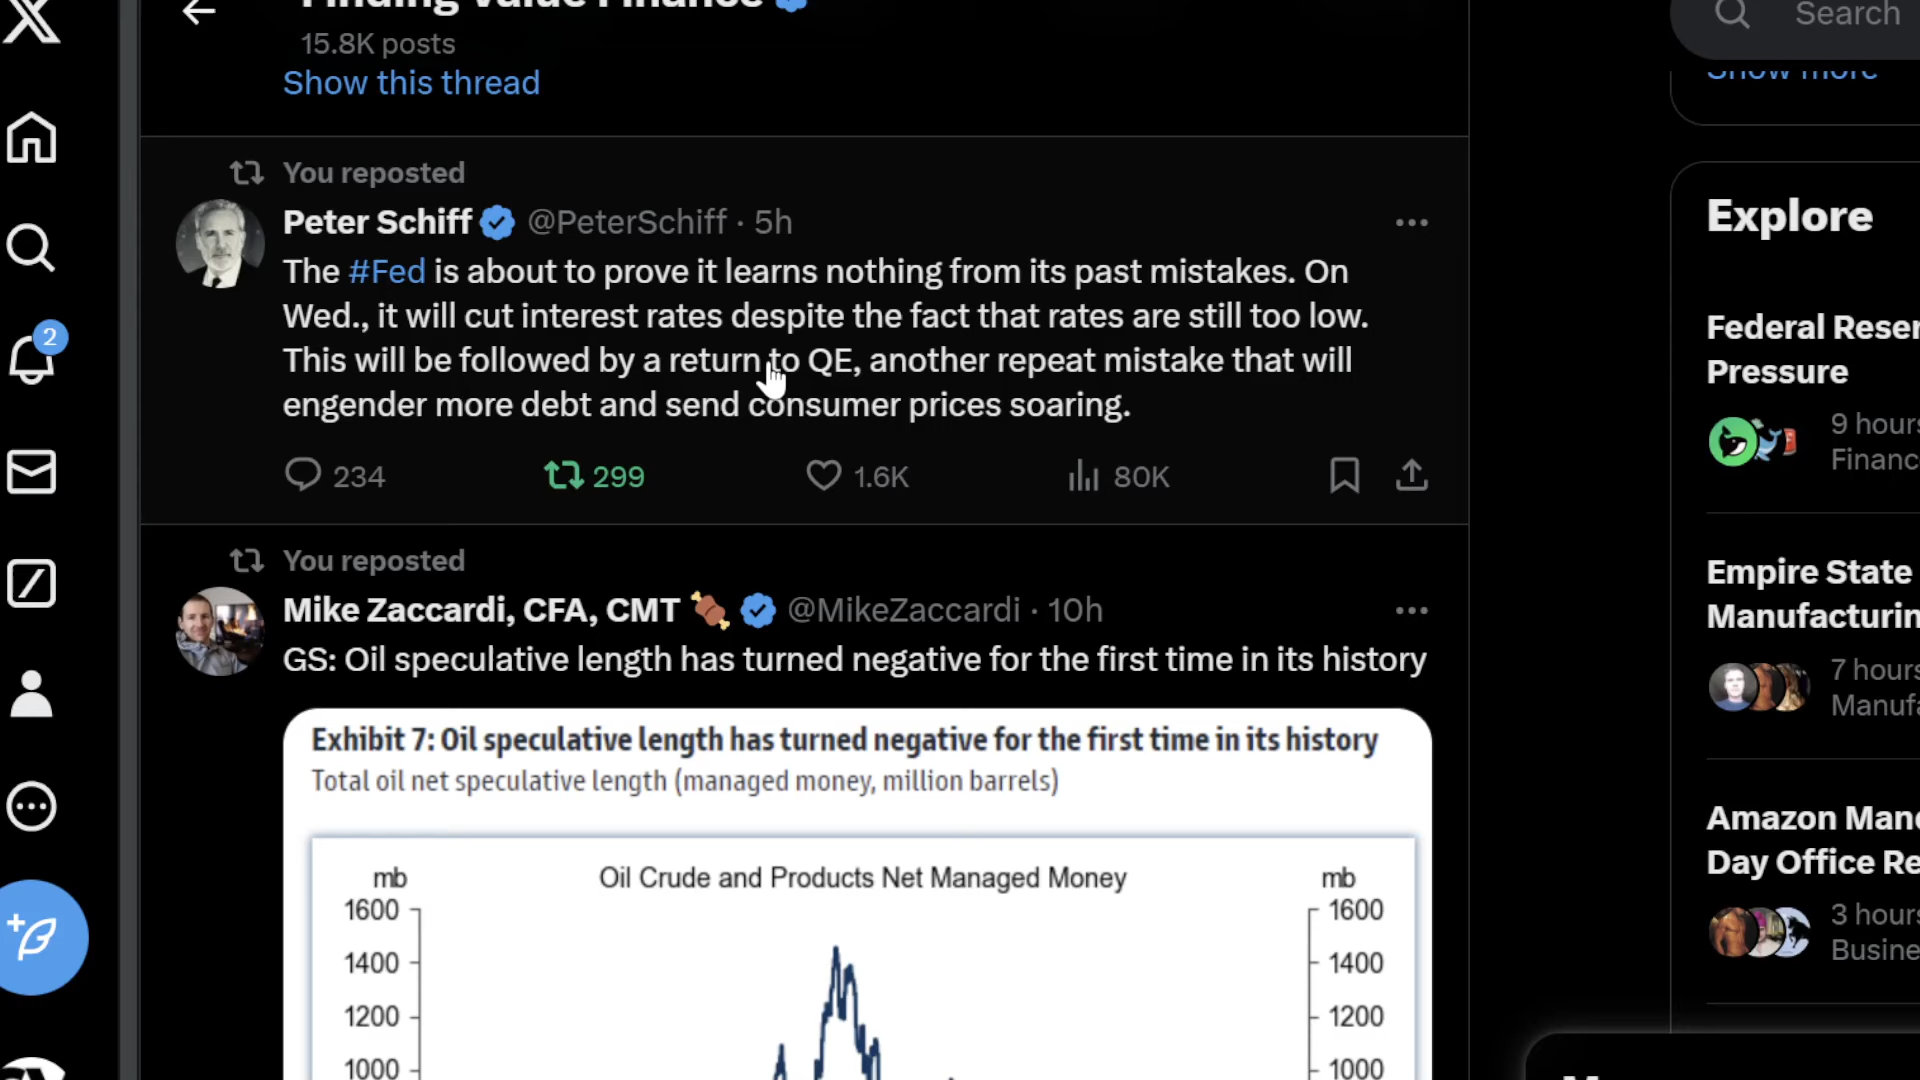 Finding Value Finance
15.8K posts
Show this thread
You reposted
Peter Schiff @PeterSchiff · 5h
The #Fed is about to prove it learns nothing from its past mistakes. On
Wed., it will cut interest rates despite the fact that rates are still too low.
This will be followed by a return to QE, another repeat mistake that will
engender more debt and send consumer prices soaring.
234 299 1.6K 80K
You reposted
Mike Zaccardi, CFA, CMT 🍖 @MikeZaccardi · 10h
GS: Oil speculative length has turned negative for the first time in its history
Exhibit 7: Oil speculative length has turned negative for the first time in its history
Total oil net speculative length (managed money, million barrels)
mb Oil Crude and Products Net Managed Money mb
1600 1600
1400 1400
1200 1200
1000 1000
2
Search
Show more
Explore
Federal Reser
Pressure
9 hours
Financ
Empire State
Manufacturin
7 hours
Manufa
Amazon Man
Day Office Re
3 hours
Busine